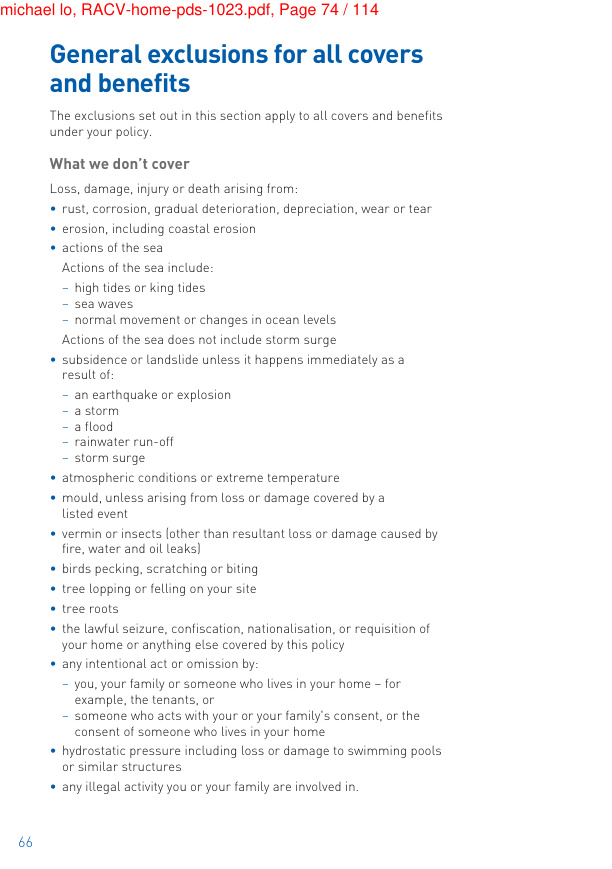 michael lo, RACV-home-pds-1023.pdf, Page 74 / 114
General exclusions for all covers
and benefits
The exclusions set out in this section apply to all covers and benefits
under your policy.
What we don't cover
Loss, damage, injury or death arising from:
• rust, corrosion, gradual deterioration, depreciation, wear or tear
• erosion, including coastal erosion
• actions of the sea
Actions of the sea include:
– high tides or king tides
– sea waves
– normal movement or changes in ocean levels
Actions of the sea does not include storm surge
• subsidence or landslide unless it happens immediately as a
result of:
– an earthquake or explosion
– a storm
– a flood
– rainwater run-off
– storm surge
• atmospheric conditions or extreme temperature
• mould, unless arising from loss or damage covered by a
listed event
• vermin or insects (other than resultant loss or damage caused by
fire, water and oil leaks)
• birds pecking, scratching or biting
• tree lopping or felling on your site
• tree roots
• the lawful seizure, confiscation, nationalisation, or requisition of
your home or anything else covered by this policy
• any intentional act or omission by:
– you, your family or someone who lives in your home – for
example, the tenants, or
– someone who acts with your or your family's consent, or the
consent of someone who lives in your home
• hydrostatic pressure including loss or damage to swimming pools
or similar structures
• any illegal activity you or your family are involved in.
66